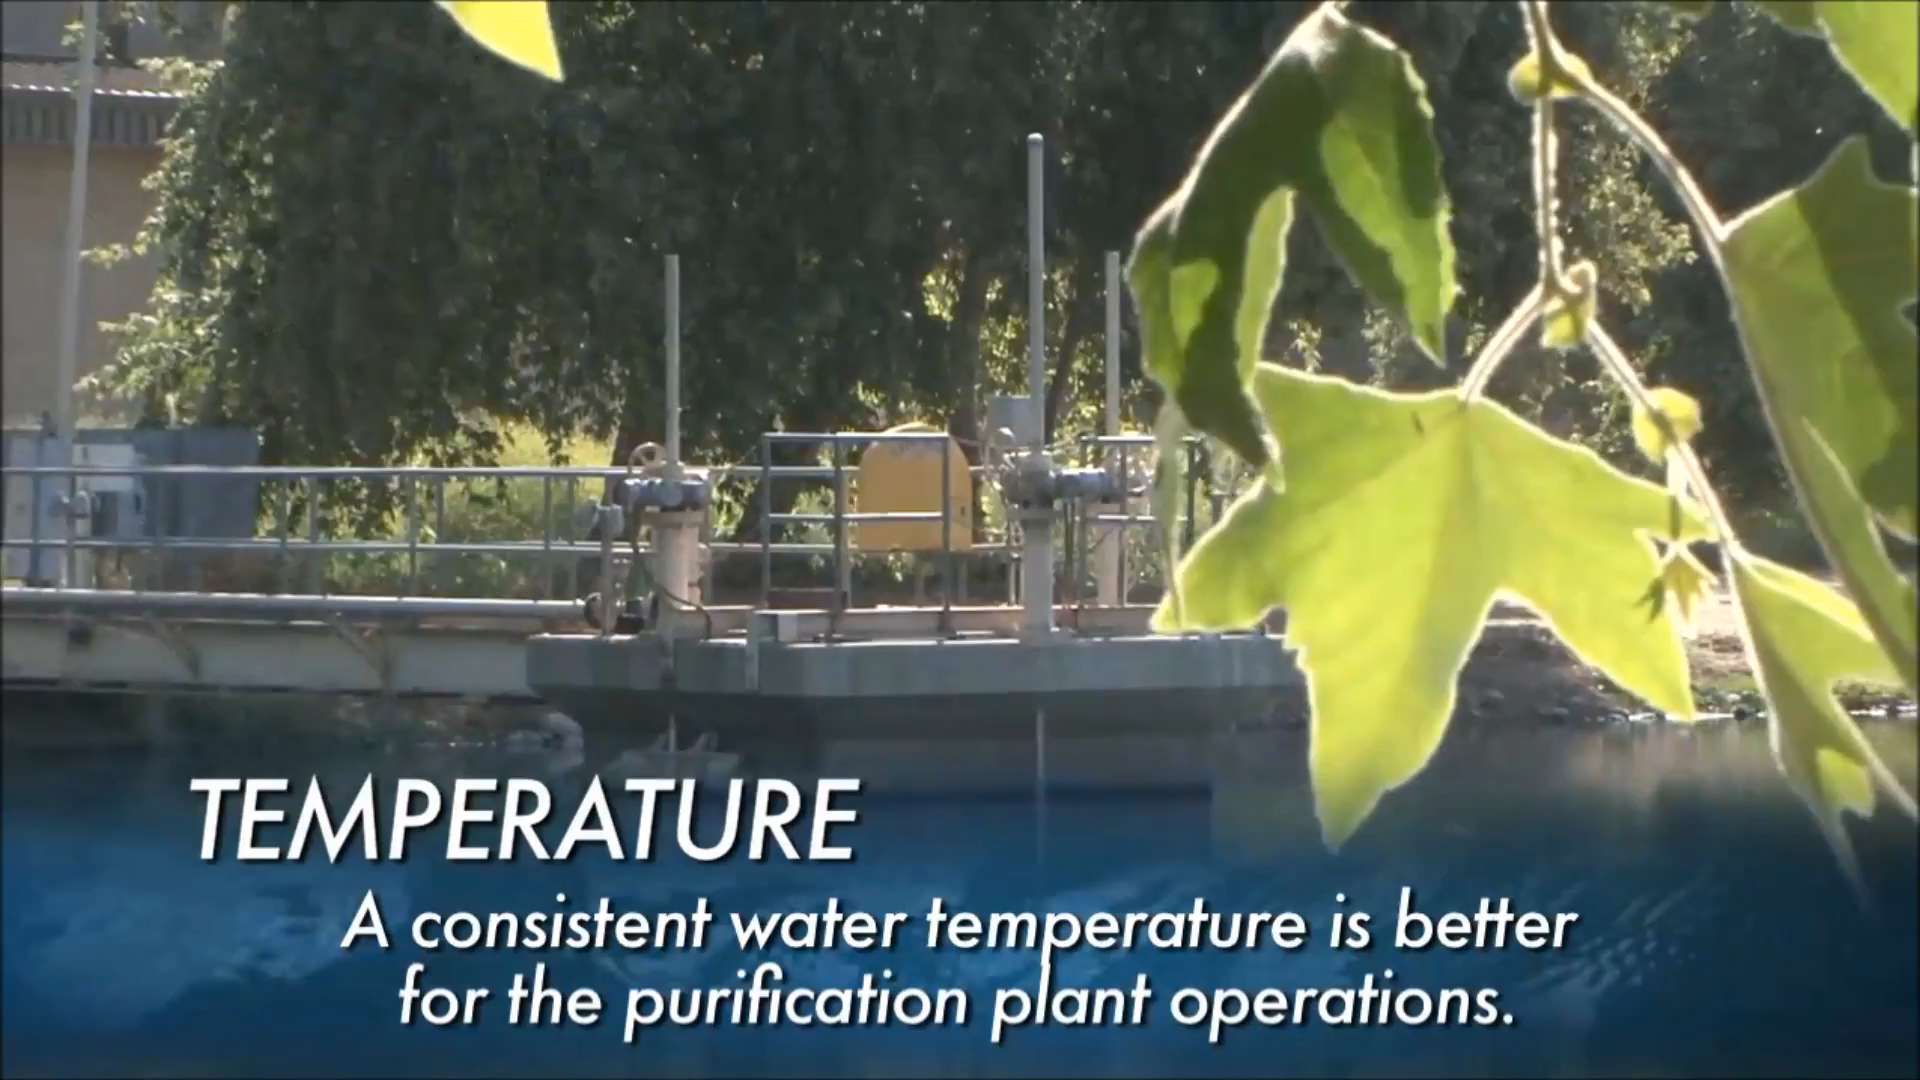 TEMPERATURE
A consistent water temperature is better
for the purification plant operations.